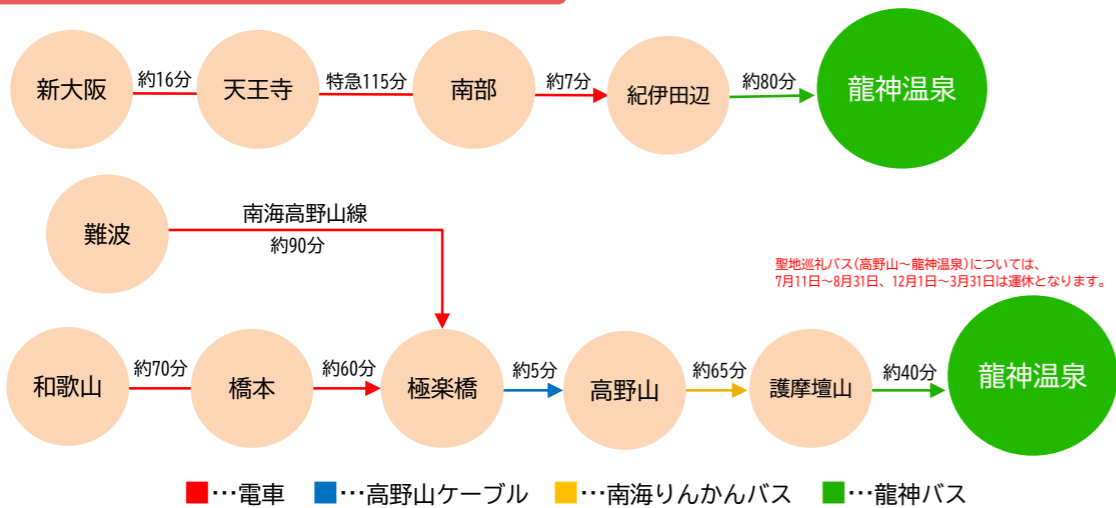 新大阪
約16分
天王寺
特急115分
南部
約7分
紀伊田辺
約80分
龍神温泉
難波
南海高野山線
約90分
聖地巡礼バス(高野山～龍神温泉)については、
7月11日～8月31日、12月1日～3月31日は運休となります。
和歌山
約70分
橋本
約60分
極楽橋
約5分
高野山
約65分
護摩壇山
約40分
龍神温泉
■…電車 ■…高野山ケーブル ■…南海りんかんバス ■…龍神バス